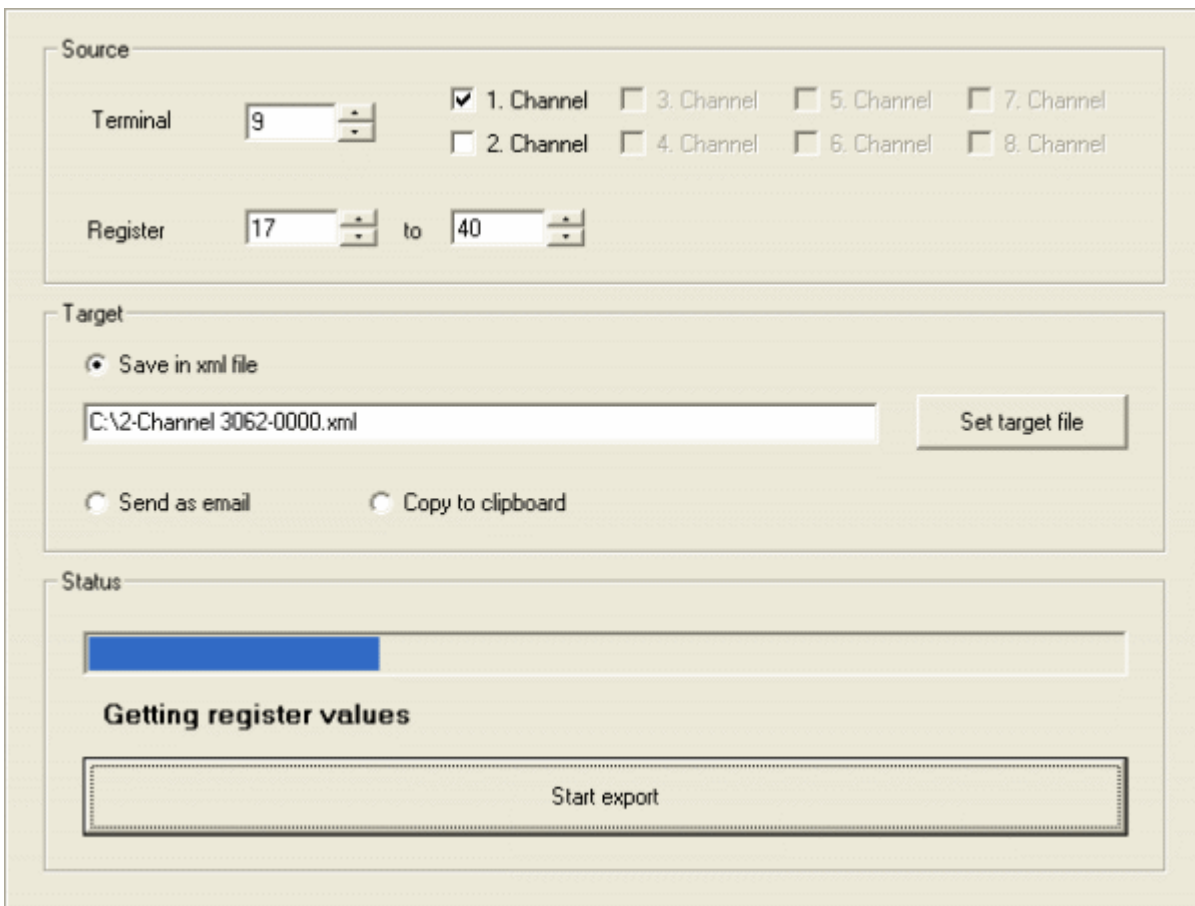 Source
Terminal 9
1. Channel 3. Channel 5. Channel 7. Channel
2. Channel 4. Channel 6. Channel 8. Channel
Register 17 to 40
Target
Save in xml file
C:\2-Channel 3062-0000.xml Set target file
Send as email Copy to clipboard
Status
Getting register values
Start export